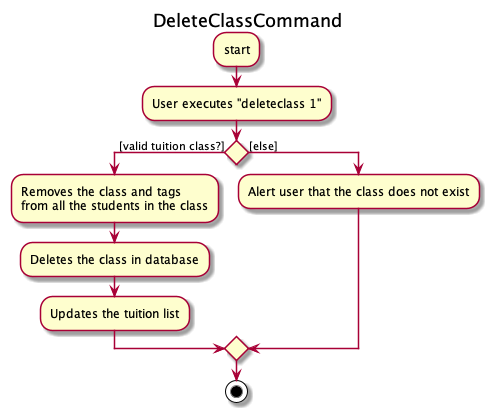 DeleteClassCommand
start
User executes "deleteclass 1"
[valid tuition class?]
[else]
Removes the class and tags
from all the students in the class
Alert user that the class does not exist
Deletes the class in database
Updates the tuition list